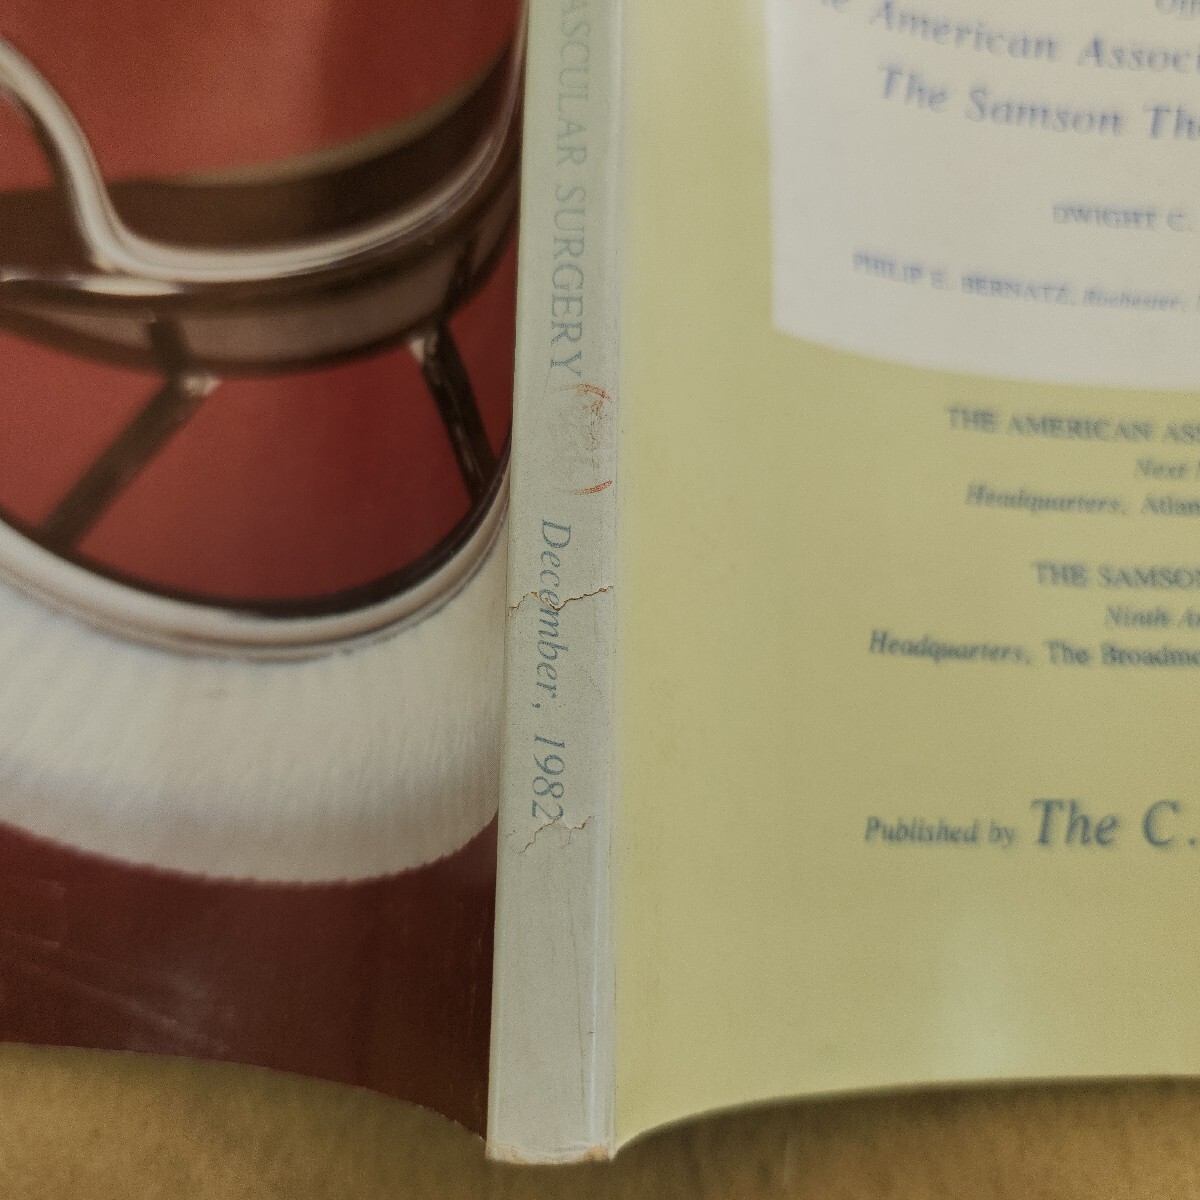 ASCULAR SURGERY
December, 1982
American Assoc
The Samson Tho
DWIGHT C.
PHILIP E. BERNATZ, Rochester,
THE AMERICAN ASS
Next
Headquarters, Atlan
THE SAMSON
Ninth An
Headquarters, The Broadmo
Published by The C.